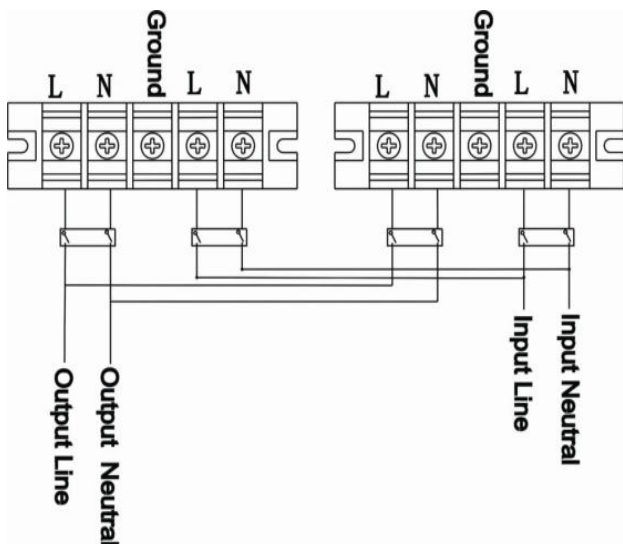 L N Ground L N
L N Ground L N
Output Line
Output Neutral
Input Line
Input Neutral